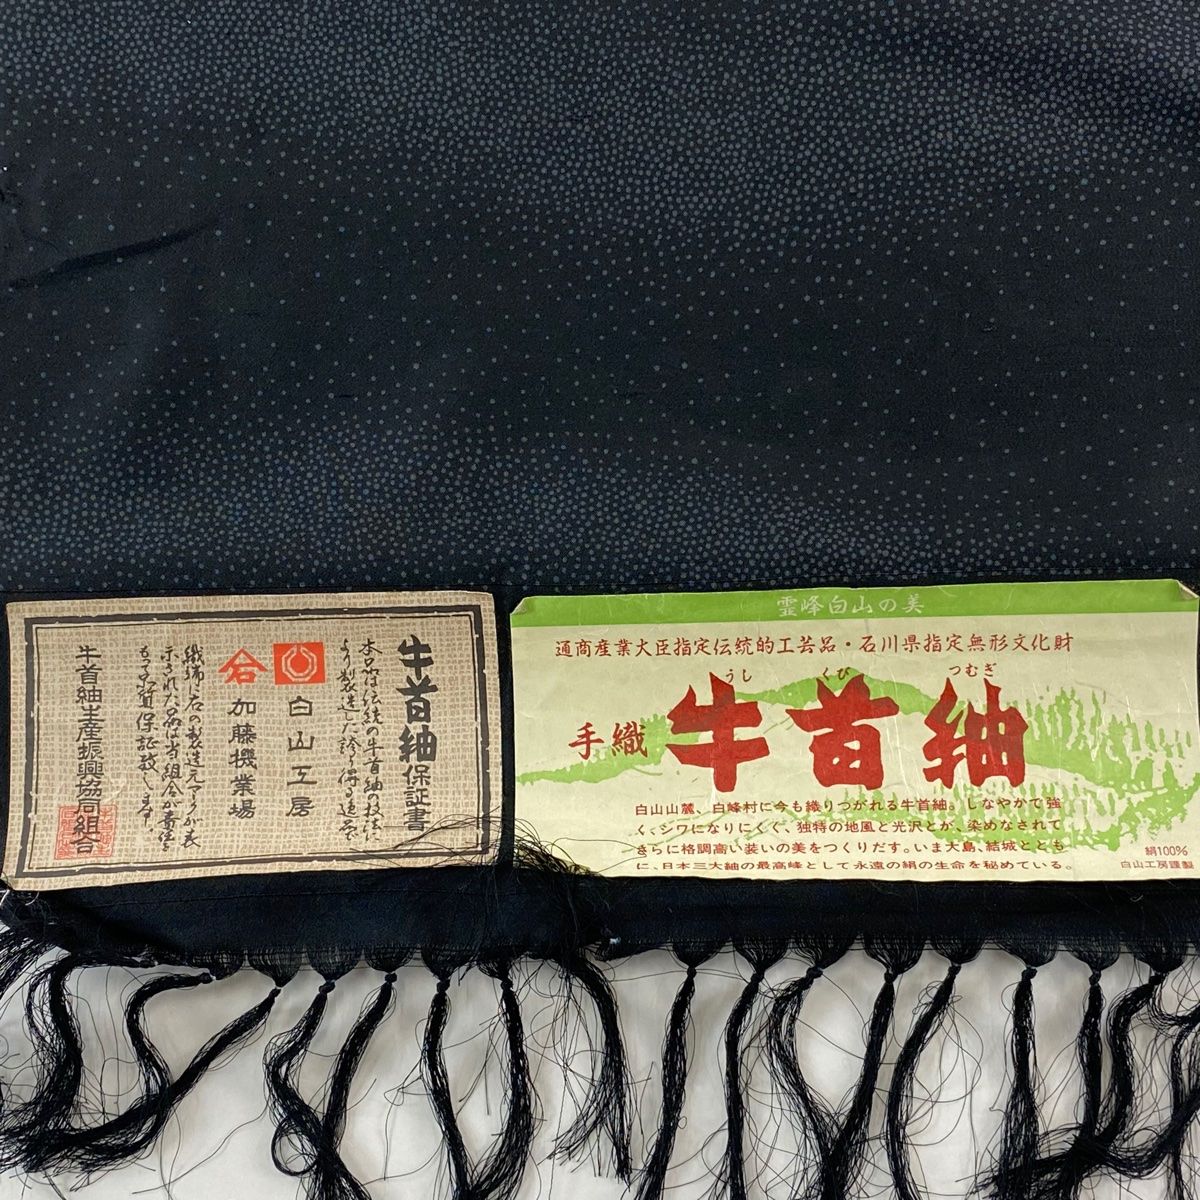 牛首紬保証書
本品は伝統の牛首紬の技法
より製造した誇り得る逸品
白山工房
加藤機業場
織端に右の製造元マークが表
示された品は当組合が責任を
もって品質保証致します。
牛首紬生産振興協同組合
霊峰白山の美
通商産業大臣指定伝統的工芸品・石川県指定無形文化財
うし くび つむぎ
手織 牛首紬
白山山麓、白峰村に今も織りつがれる牛首紬。しなやかで強
く、シワになりにくく、独特の地風と光沢とが、染めなされて
さらに格調高い装いの美をつくりだす。いま大島、結城ととも
に、日本三大紬の最高峰として永遠の絹の生命を秘めている。
絹100%
白山工房謹製